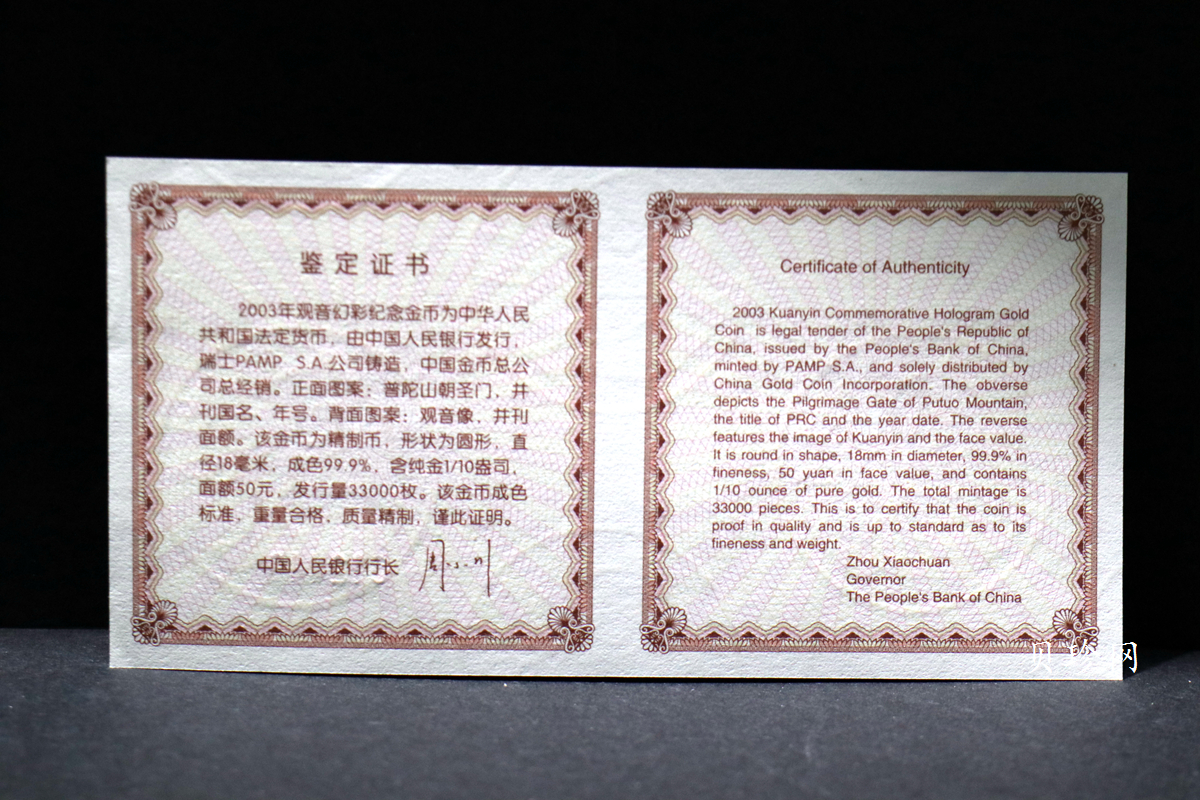 鉴定证书
2003年观音幻彩纪念金币为中华人民
共和国法定货币，由中国人民银行发行，
瑞士PAMP S.A.公司铸造，中国金币总公
司总经销。正面图案：普陀山朝圣门，并
刊国名、年号。背面图案：观音像，并刊
面额。该金币为精制币，形状为圆形，直
径18毫米，成色99.9%，含纯金1/10盎司，
面额50元，发行量33000枚。该金币成色
标准，重量合格，质量精制，谨此证明。
中国人民银行行长 周小川
Certificate of Authenticity
2003 Kuanyin Commemorative Hologram Gold
Coin is legal tender of the People's Republic of
China, issued by the People's Bank of China,
minted by PAMP S.A., and solely distributed by
China Gold Coin Incorporation. The obverse
depicts the Pilgrimage Gate of Putuo Mountain,
the title of PRC and the year date. The reverse
features the image of Kuanyin and the face value.
It is round in shape, 18mm in diameter, 99.9% in
fineness, 50 yuan in face value, and contains
1/10 ounce of pure gold. The total mintage is
33000 pieces. This is to certify that the coin is
proof in quality and is up to standard as to its
fineness and weight.
Zhou Xiaochuan
Governor
The People's Bank of China